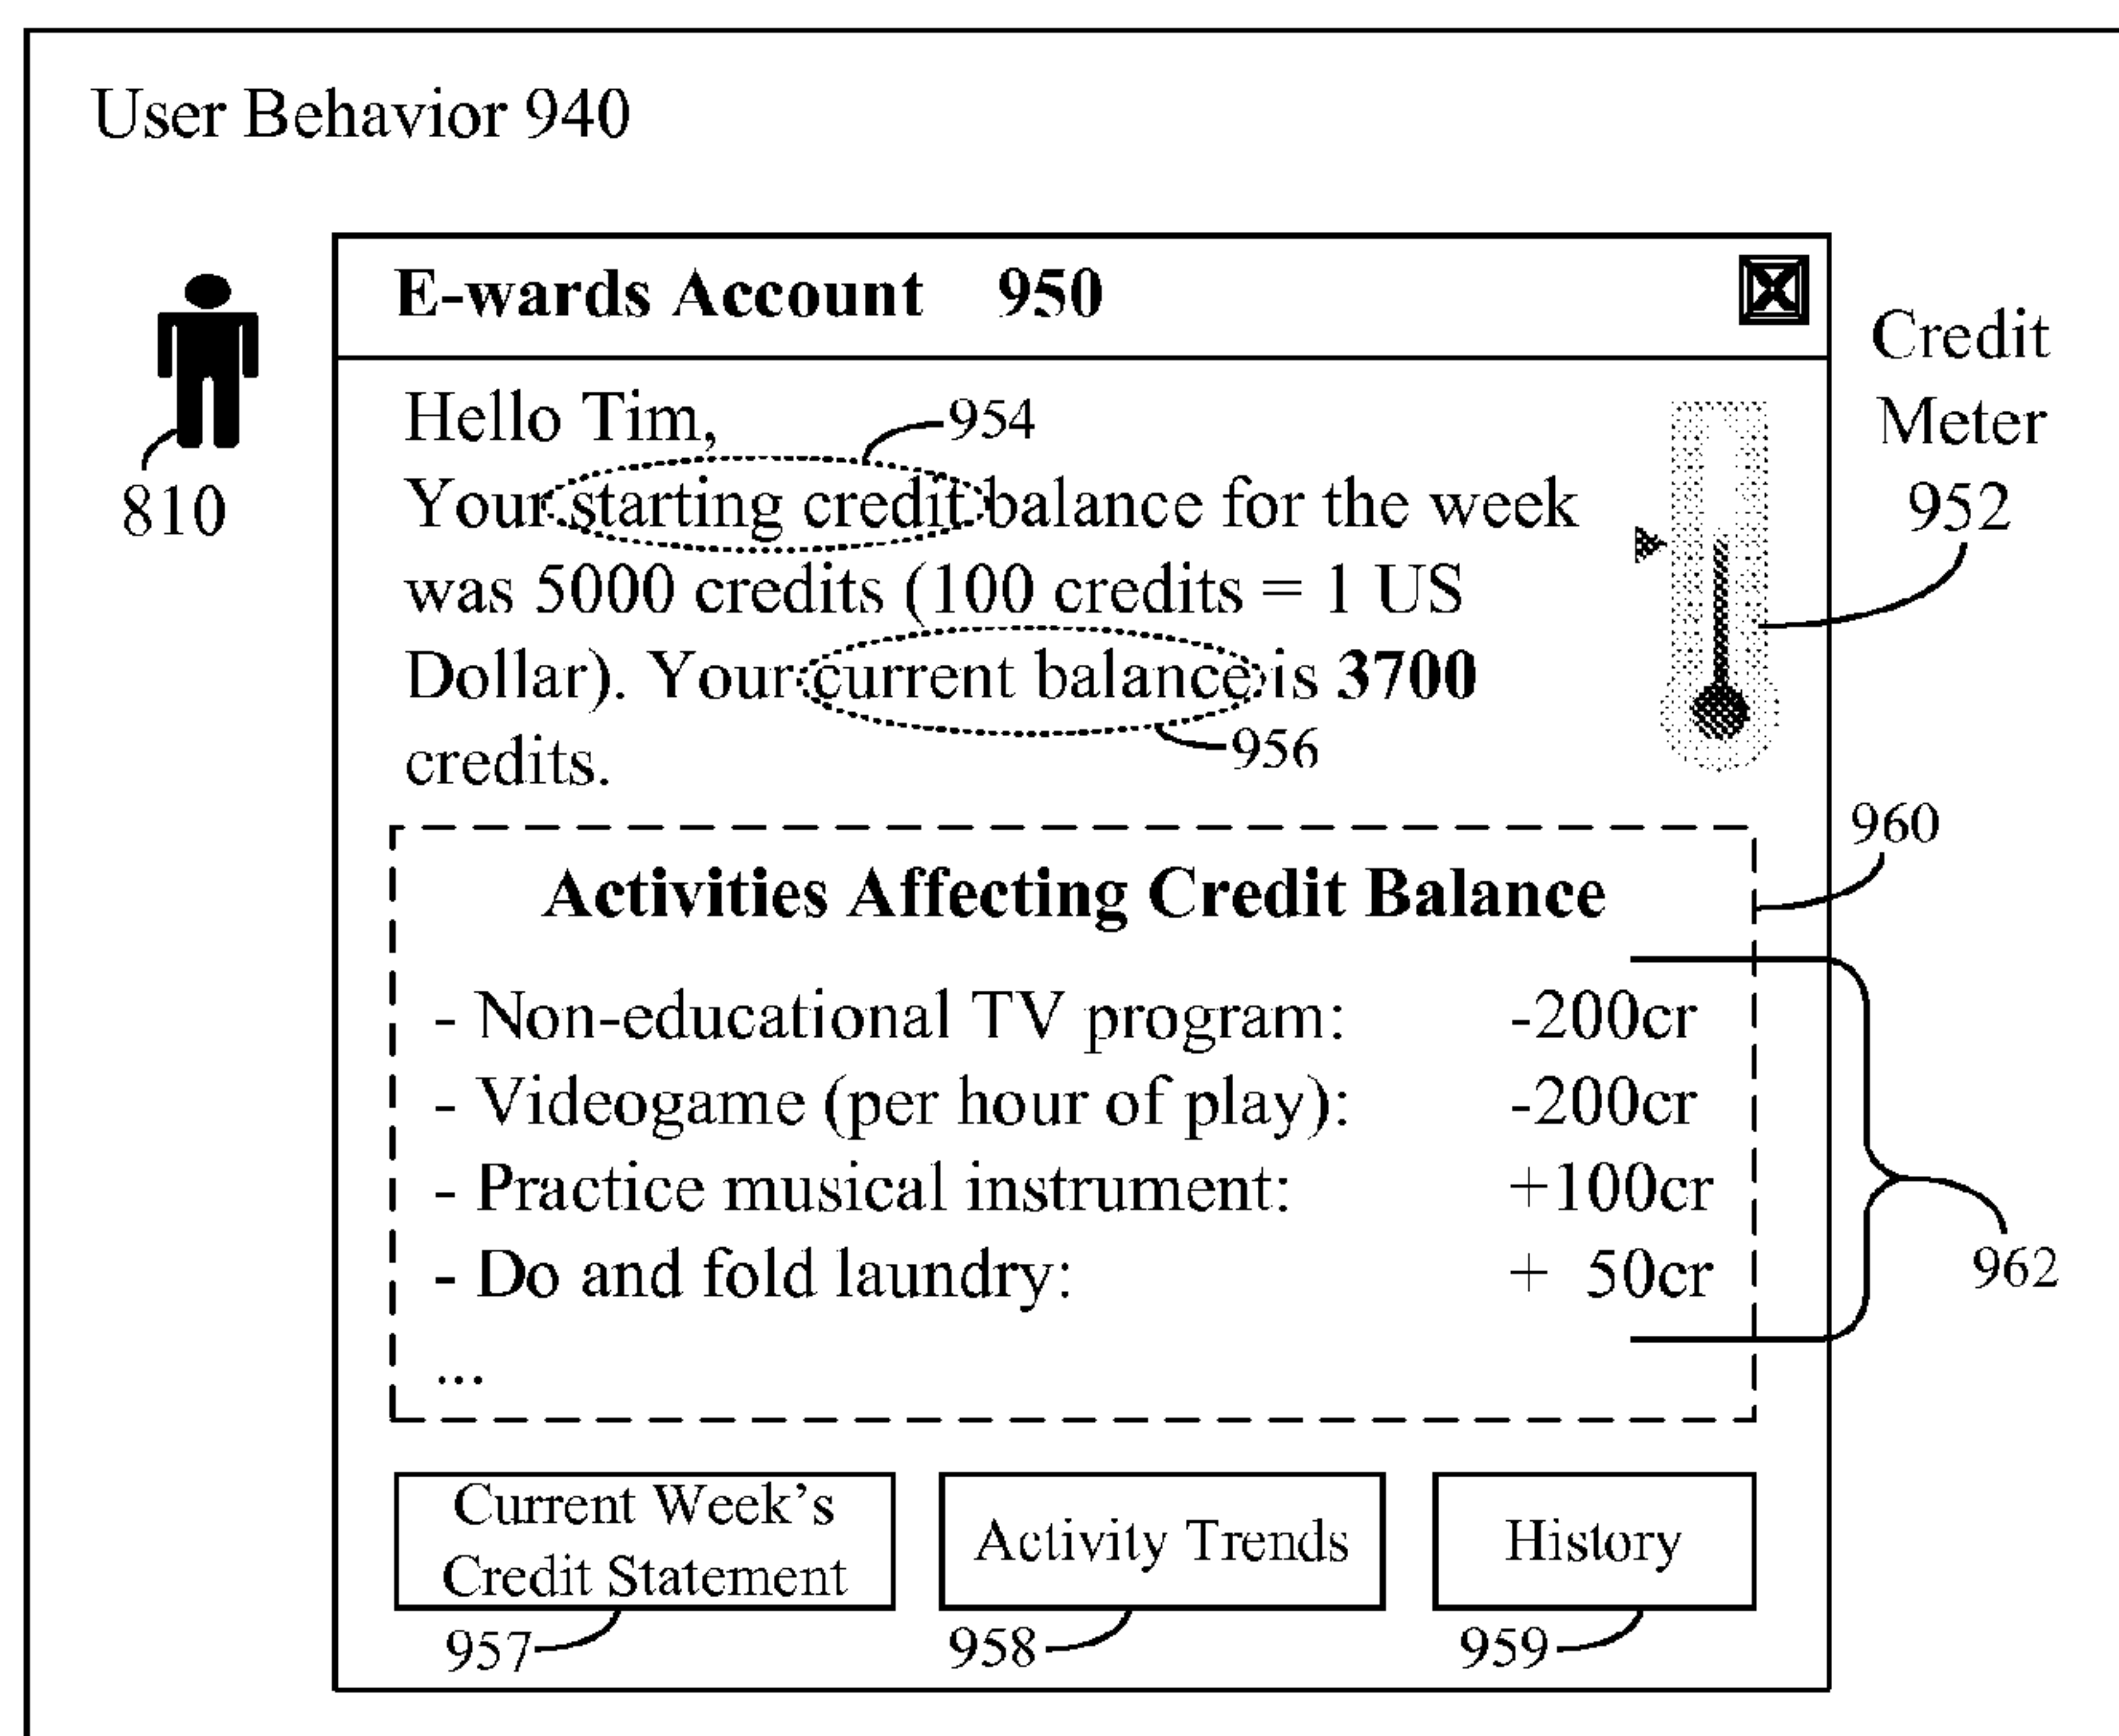 User Behavior 940
E-wards Account 950
Credit
Meter
952
810
Hello Tim,
954
Your starting credit balance for the week
was 5000 credits (100 credits = 1 US
Dollar). Your current balance is 3700
credits.
956
960
Activities Affecting Credit Balance
- Non-educational TV program: -200cr
- Videogame (per hour of play): -200cr
- Practice musical instrument: +100cr
- Do and fold laundry: + 50cr
...
962
Current Week's
Credit Statement
Activity Trends
History
957
958
959